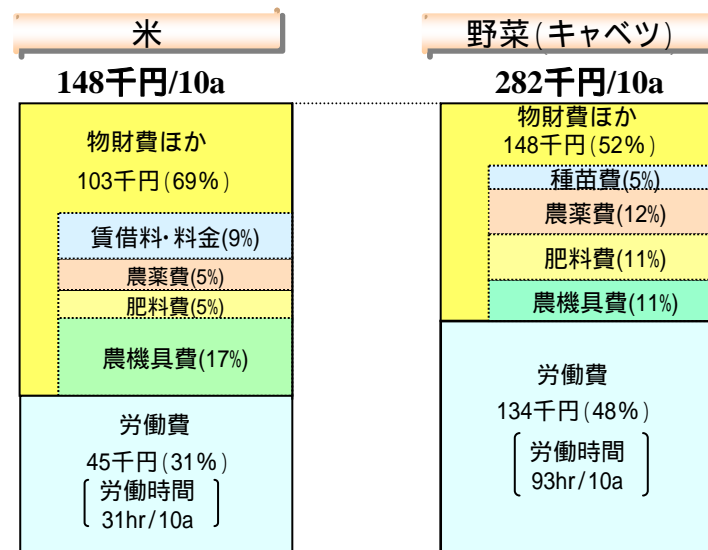 米
148千円/10a
物財費ほか
103千円(69%)
賃借料・料金(9%)
農薬費(5%)
肥料費(5%)
農機具費(17%)
労働費
45千円(31%)
労働時間
31hr/10a
野菜(キャベツ)
282千円/10a
物財費ほか
148千円(52%)
種苗費(5%)
農薬費(12%)
肥料費(11%)
農機具費(11%)
労働費
134千円(48%)
労働時間
93hr/10a